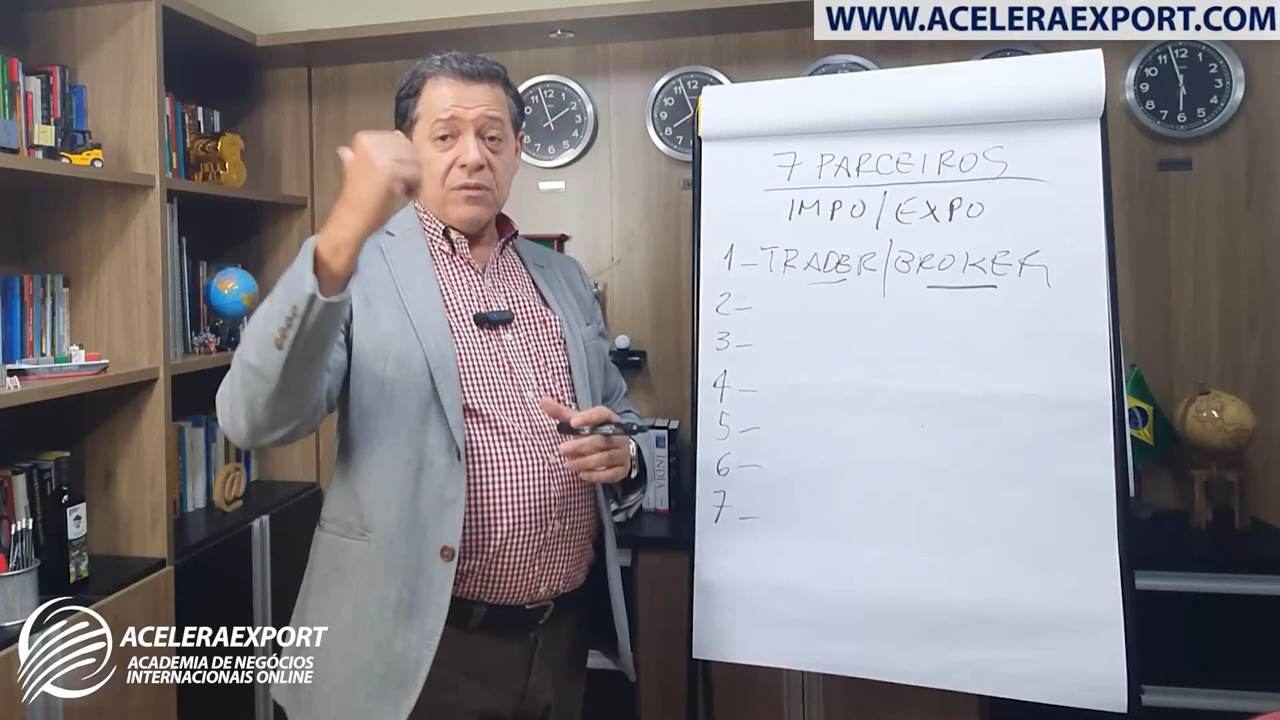 WWW.ACELERAEXPORT.COM
7 PARCEIROS
IMPO/EXPO
1-TRADER/BROKER
2-
3-
4-
5-
6-
7-
INDIA
ACELERAEXPORT
ACADEMIA DE NEGÓCIOS
INTERNACIONAIS ONLINE